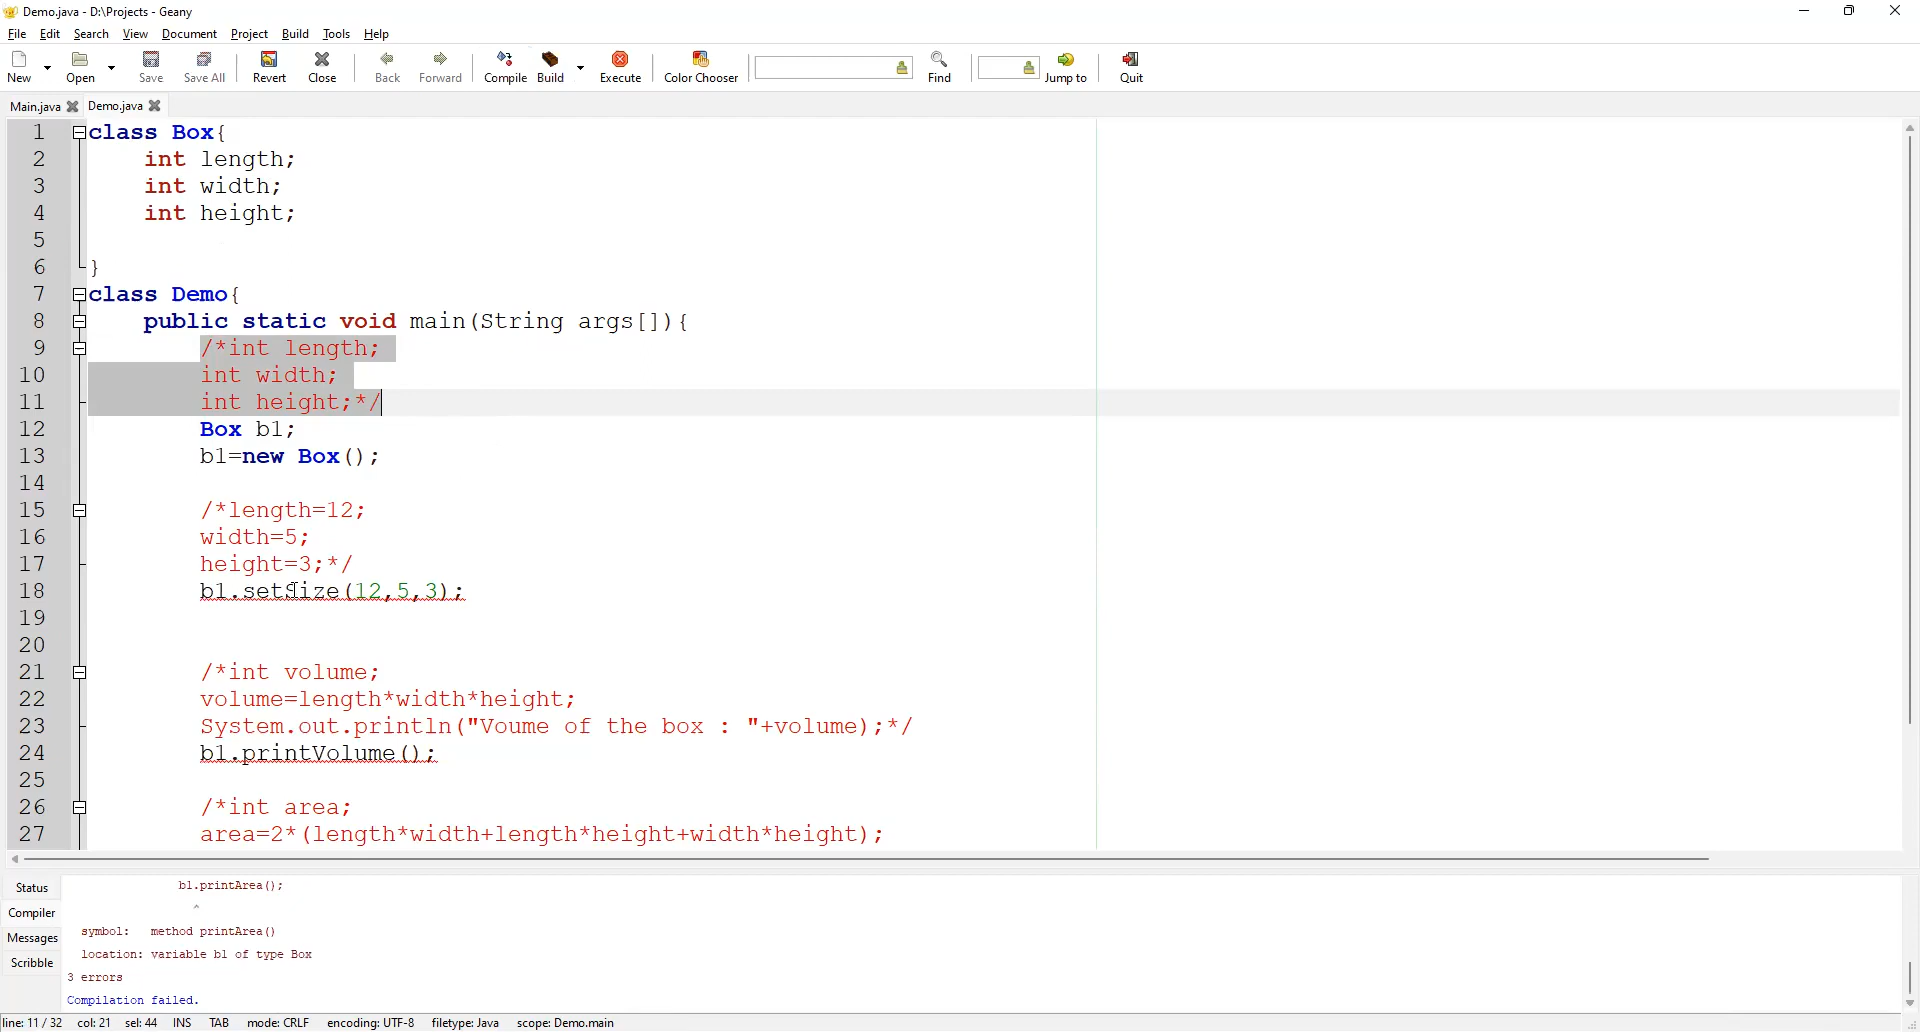 Demo.java - D:\Projects - Geany
File Edit Search View Document Project Build Tools Help
New Open Save Save All Revert Close Back Forward Compile Build Execute Color Chooser Find Jump to Quit
Main.java Demo.java
1 class Box{
2 int length;
3 int width;
4 int height;
5
6 }
7 class Demo{
8 public static void main(String args[]){
9 /*int length;
10 int width;
11 int height;*/
12 Box b1;
13 b1=new Box();
14
15 /*length=12;
16 width=5;
17 height=3;*/
18 b1.setSize(12,5,3);
19
20
21 /*int volume;
22 volume=length*width*height;
23 System.out.println("Voume of the box : "+volume);*/
24 b1.printVolume();
25
26 /*int area;
27 area=2*(length*width+length*height+width*height);
Status
Compiler
Messages
Scribble
b1.printArea();
^
symbol: method printArea()
location: variable b1 of type Box
3 errors
Compilation failed.
line: 11 / 32 col: 21 sel: 44 INS TAB mode: CRLF encoding: UTF-8 filetype: Java scope: Demo.main